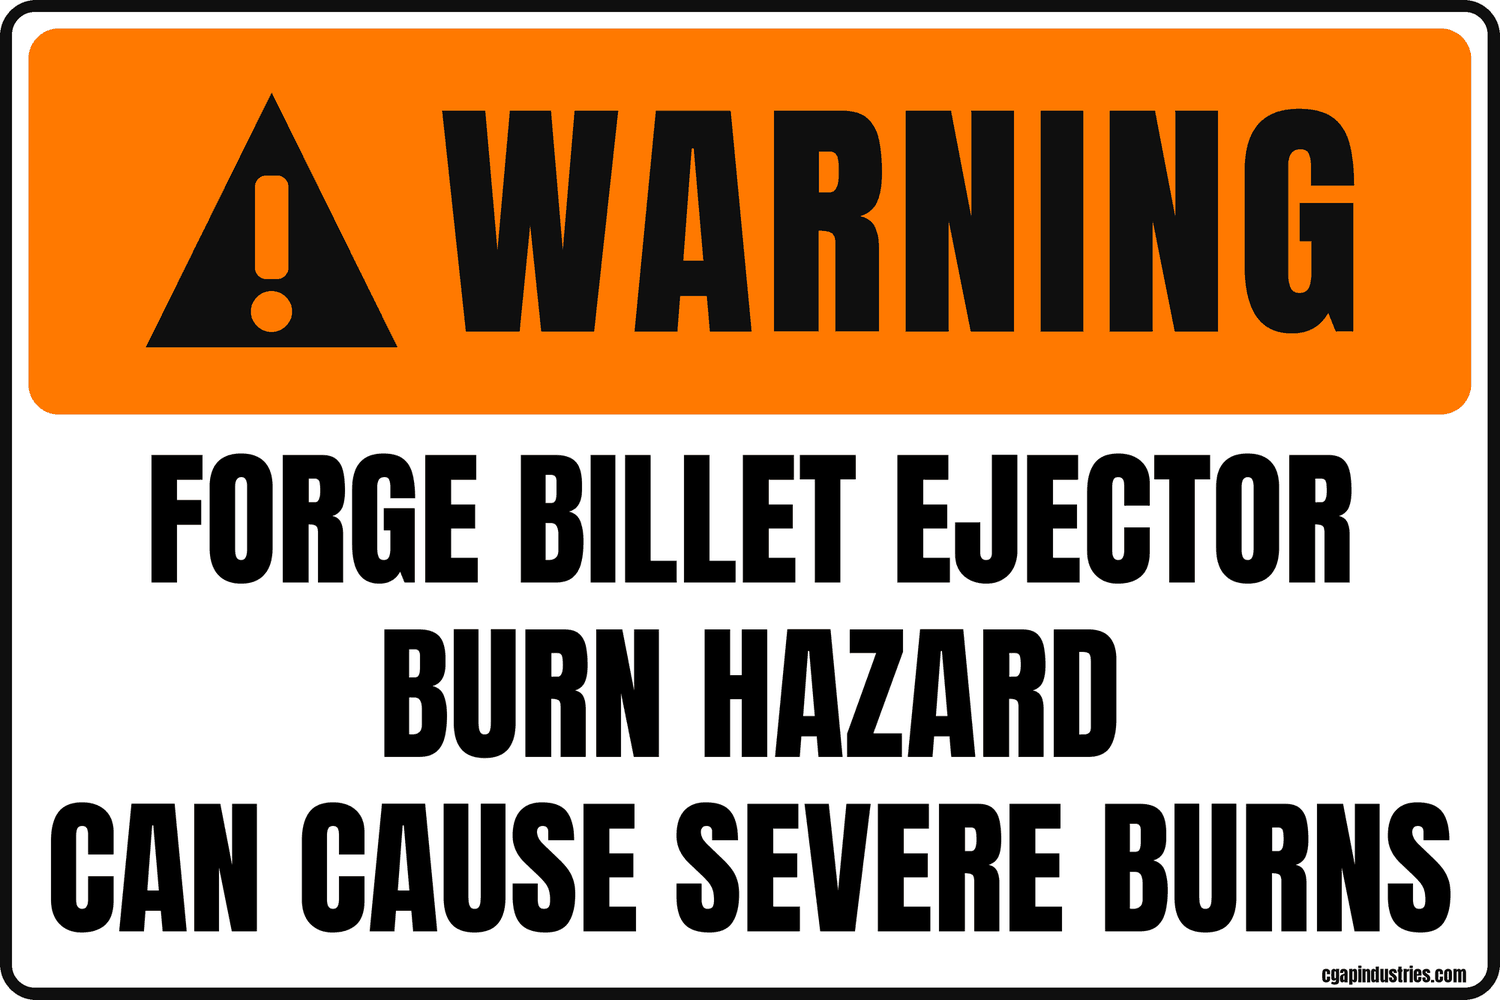 WARNING
FORGE BILLET EJECTOR
BURN HAZARD
CAN CAUSE SEVERE BURNS
cgapindustries.com